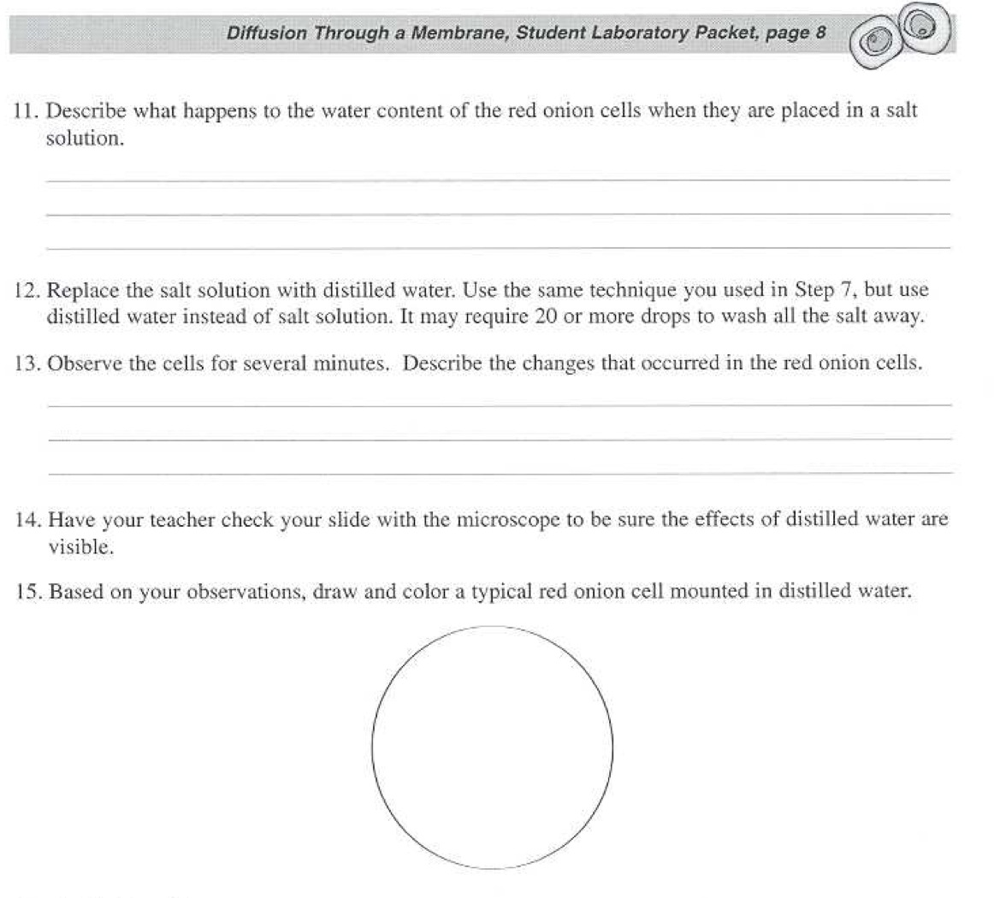 Diffusion Through a Membrane, Student Laboratory Packet, page 8
11. Describe what happens to the water content of the red onion cells when they are placed in a salt
solution.
12. Replace the salt solution with distilled water. Use the same technique you used in Step 7, but use
distilled water instead of salt solution. It may require 20 or more drops to wash all the salt away.
13. Observe the cells for several minutes. Describe the changes that occurred in the red onion cells.
14. Have your teacher check your slide with the microscope to be sure the effects of distilled water are
visible.
15. Based on your observations, draw and color a typical red onion cell mounted in distilled water.